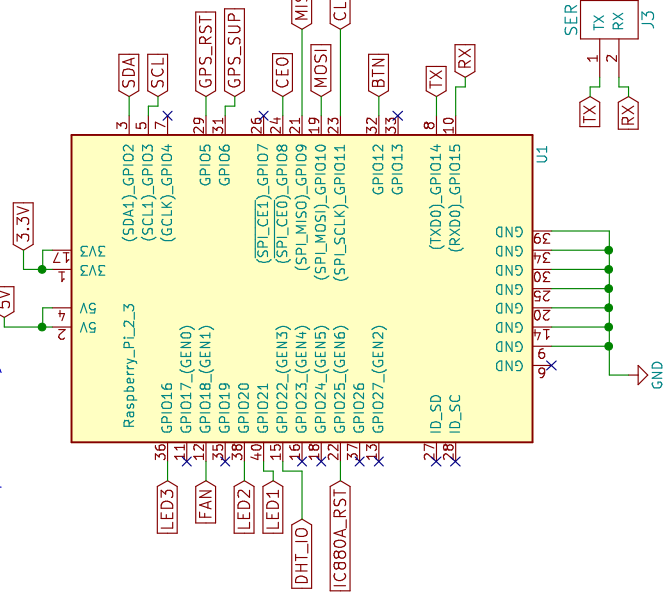 SER
TX
RX
J3
1
2
TX
RX
SDA
SCL
GPS_RST
GPS_SUP
CE0
MOSI
BTN
TX
RX
3
5
7
29
31
26
24
21
19
23
32
33
8
10
U1
(SDA1)_GPIO2
(SCL1)_GPIO3
(GCLK)_GPIO4
GPIO5
GPIO6
(SPI_CE1)_GPIO7
(SPI_CE0)_GPIO8
(SPI_MISO)_GPIO9
(SPI_MOSI)_GPIO10
(SPI_SCLK)_GPIO11
GPIO12
GPIO13
(TXD0)_GPIO14
(RXD0)_GPIO15
3.3V
17
3V3
1
3V3
5V
4
5V
2
5V
Raspberry_Pi_2_3
GND
39
GND
34
GND
30
GND
25
GND
20
GND
14
GND
9
GND
6
GND
GPIO16
GPIO17_(GEN0)
GPIO18_(GEN1)
GPIO19
GPIO20
GPIO21
GPIO22_(GEN3)
GPIO23_(GEN4)
GPIO24_(GEN5)
GPIO25_(GEN6)
GPIO26
GPIO27_(GEN2)
ID_SD
ID_SC
36
11
12
35
38
40
15
16
18
22
37
13
27
28
LED3
FAN
LED2
LED1
DHT_IO
IC880A_RST